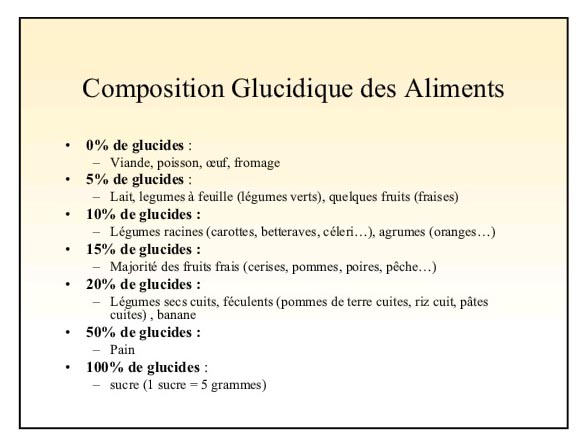 Composition Glucidique des Aliments
• 0% de glucides :
– Viande, poisson, œuf, fromage
• 5% de glucides :
– Lait, legumes à feuille (légumes verts), quelques fruits (fraises)
• 10% de glucides :
– Légumes racines (carottes, betteraves, céleri…), agrumes (oranges…)
• 15% de glucides :
– Majorité des fruits frais (cerises, pommes, poires, pêche…)
• 20% de glucides :
– Légumes secs cuits, féculents (pommes de terre cuites, riz cuit, pâtes
cuites) , banane
• 50% de glucides :
– Pain
• 100% de glucides :
– sucre (1 sucre = 5 grammes)